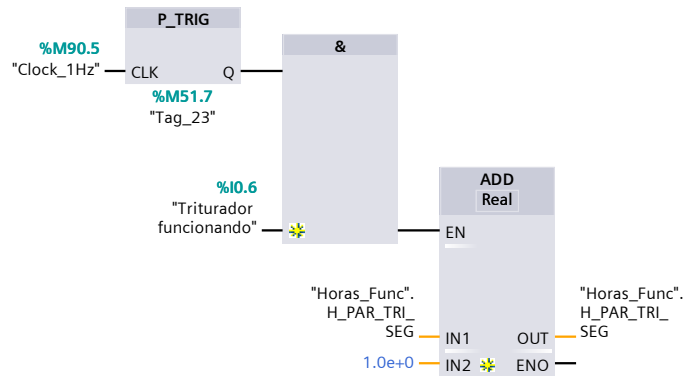 P_TRIG
%M90.5
"Clock_1Hz"
CLK
Q
%M51.7
"Tag_23"
&
%I0.6
"Triturador
funcionando"
ADD
Real
EN
"Horas_Func".
H_PAR_TRI_
SEG
IN1
1.0e+0
IN2
OUT
"Horas_Func".
H_PAR_TRI_
SEG
ENO